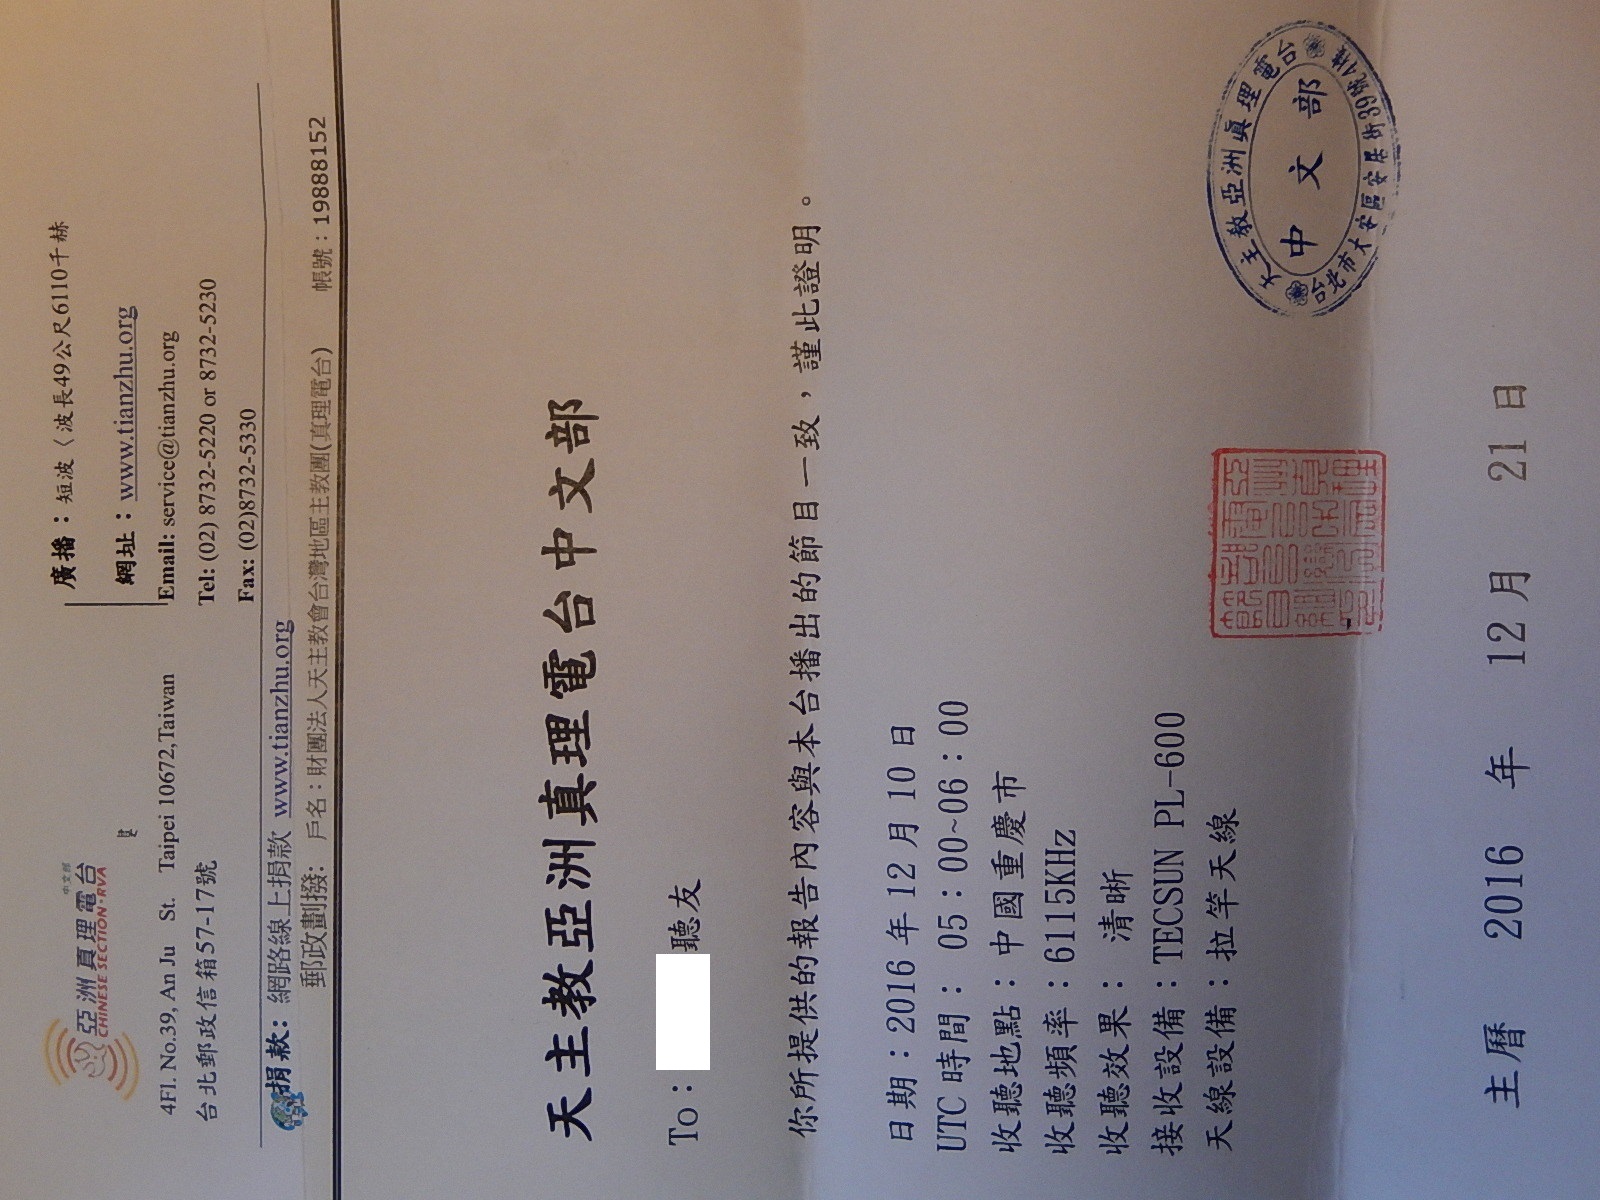 亞洲真理電台
中文部
CHINESE SECTION·RVA
4Fl. No.39, An Ju St. Taipei 10672,Taiwan
台北郵政信箱57-17號
廣播：短波〈波長49公尺6110千赫
網址：www.tianzhu.org
Email: service@tianzhu.org
Tel: (02) 8732-5220 or 8732-5230
Fax: (02)8732-5330
捐款: 網路線上捐款 www.tianzhu.org
郵政劃撥: 戶名：財團法人天主教會台灣地區主教團(真理電台) 帳號：19888152
天主教亞洲真理電台中文部
To： 聽友
你所提供的報告內容與本台播出的節目一致，謹此證明。
日期：2016年12月10日
UTC時間： 05：00~06：00
收聽地點：中國重慶市
收聽頻率：6115KHz
收聽效果： 清晰
接收設備：TECSUN PL-600
天線設備：拉竿天線
天主教亞洲真理電台
中文部
台北市大安區安居街39號4樓
主曆 2016 年 12月 21日